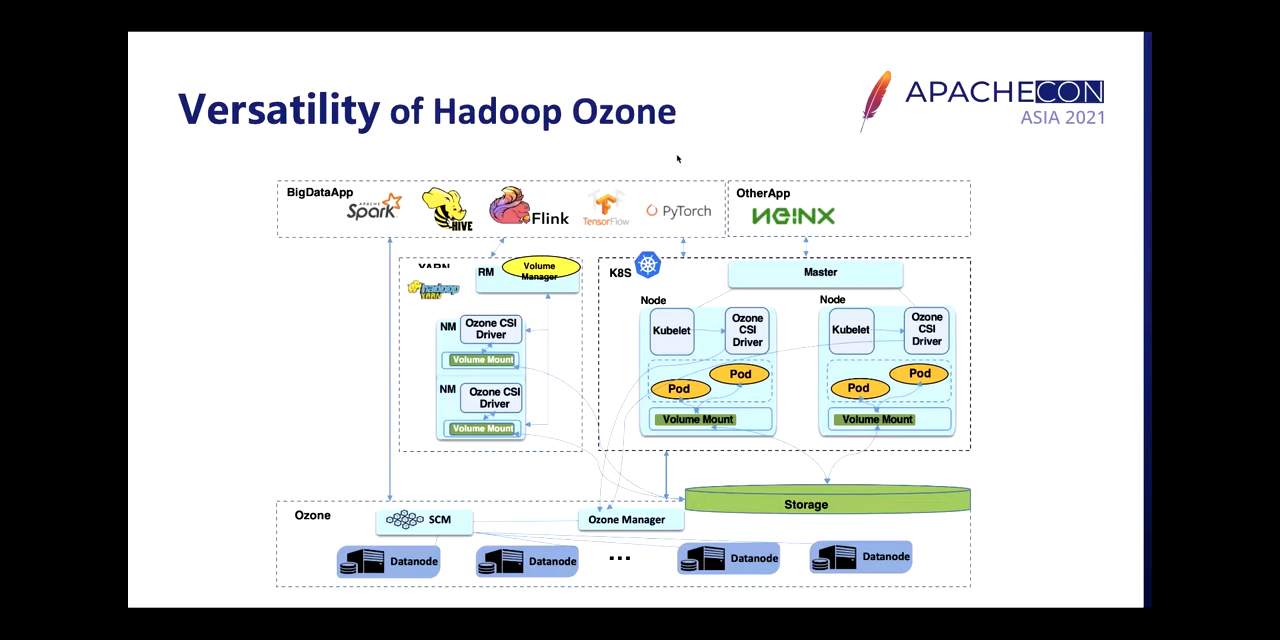 Versatility of Hadoop Ozone
APACHECON
ASIA 2021
BigDataApp
APACHE
Spark
HIVE
Flink
TensorFlow
PyTorch
OtherApp
NGINX
YARN
hadoop
YARN
RM
Volume
Manager
NM
Ozone CSI
Driver
Volume Mount
NM
Ozone CSI
Driver
Volume Mount
K8S
Master
Node
Kubelet
Ozone
CSI
Driver
Pod
Pod
Volume Mount
Node
Kubelet
Ozone
CSI
Driver
Pod
Pod
Volume Mount
Storage
Ozone
SCM
Ozone Manager
Datanode
Datanode
...
Datanode
Datanode